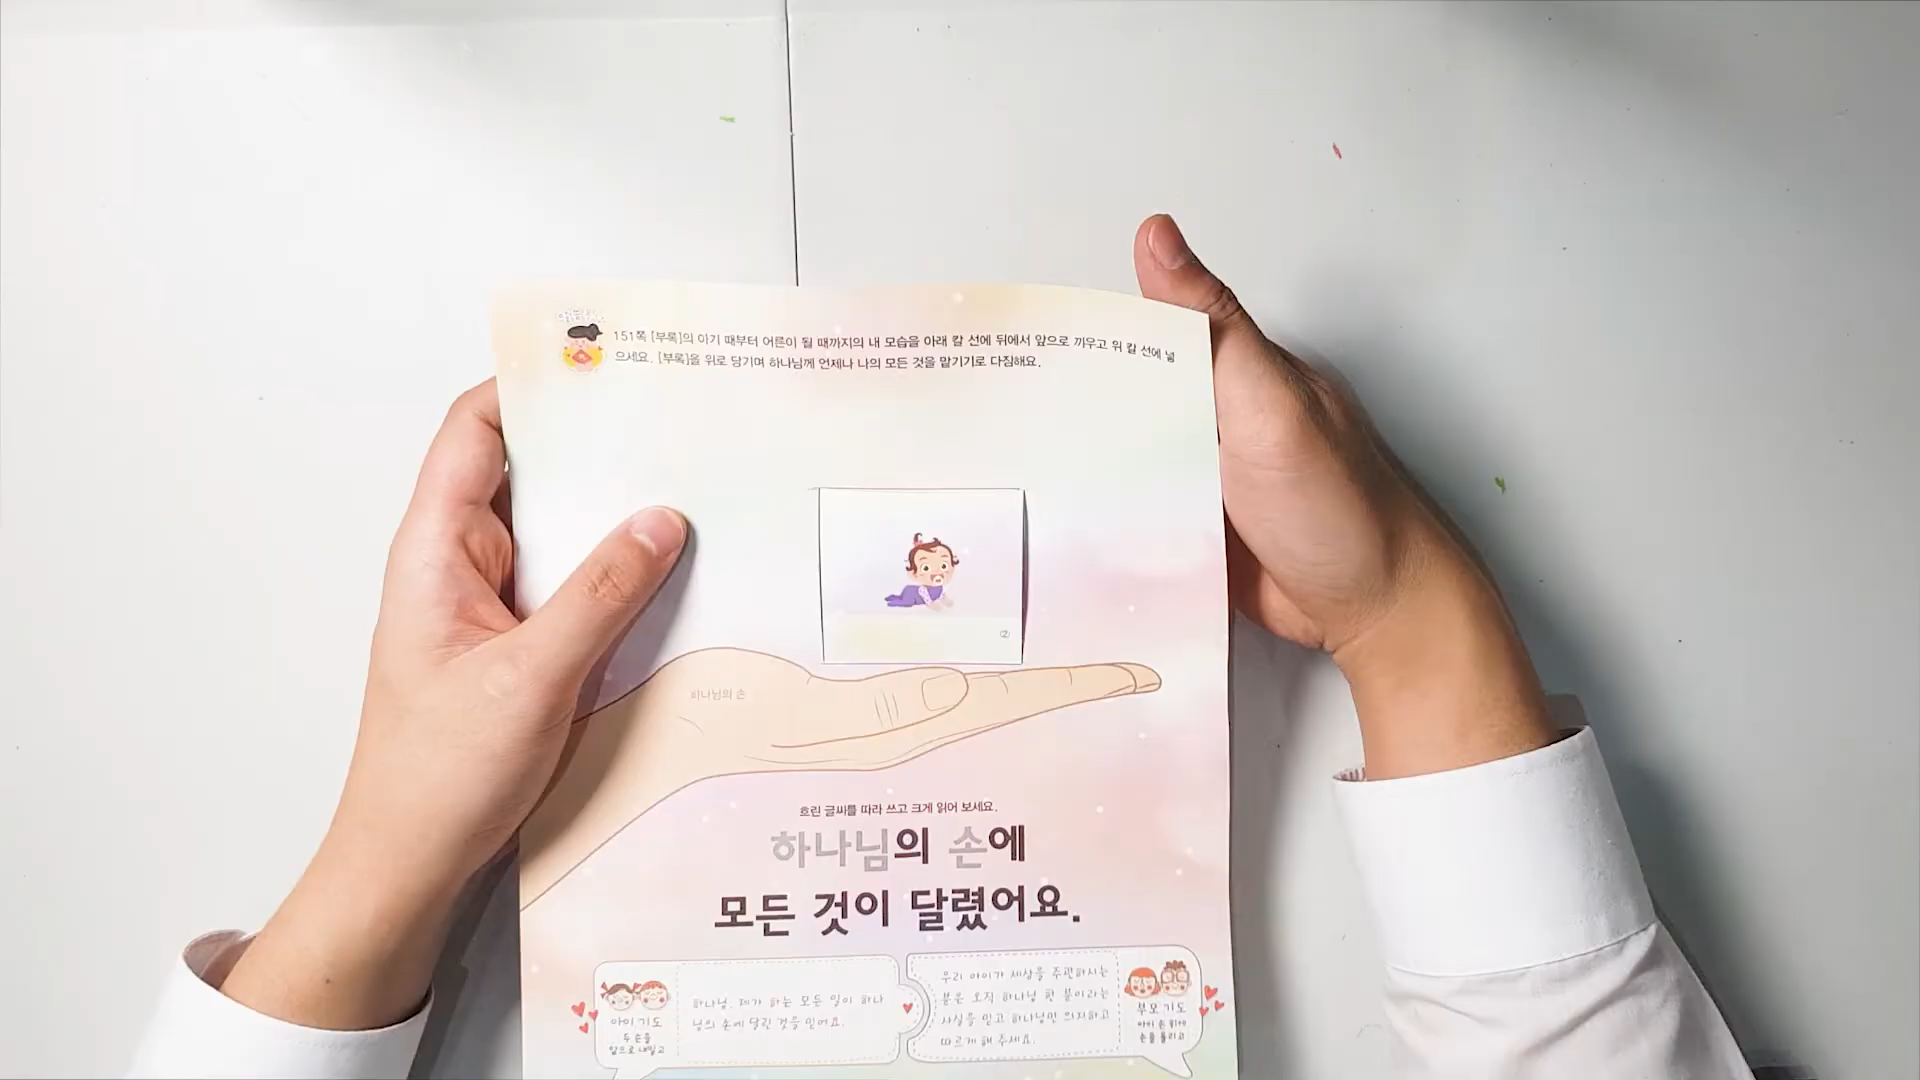 151쪽 [부록]의 아기 때부터 어른이 될 때까지의 내 모습을 아래 칼 선에 뒤에서 앞으로 끼우고 위 칼 선에 넣
으세요. [부록]을 위로 당기며 하나님께 언제나 나의 모든 것을 맡기기로 다짐해요.
②
하나님의 손
흐린 글씨를 따라 쓰고 크게 읽어 보세요.
하나님의 손에
모든 것이 달렸어요.
아이 기도
두 손을
앞으로 내밀고
하나님, 제가 하는 모든 일이 하나
님의 손에 달린 것을 믿어요.
우리 아이가 세상을 주관하시는
분은 오직 하나님 한 분이라는
사실을 믿고 하나님만 의지하고
따르게 해 주세요.
부모 기도
아이 손 위에
손을 올리고